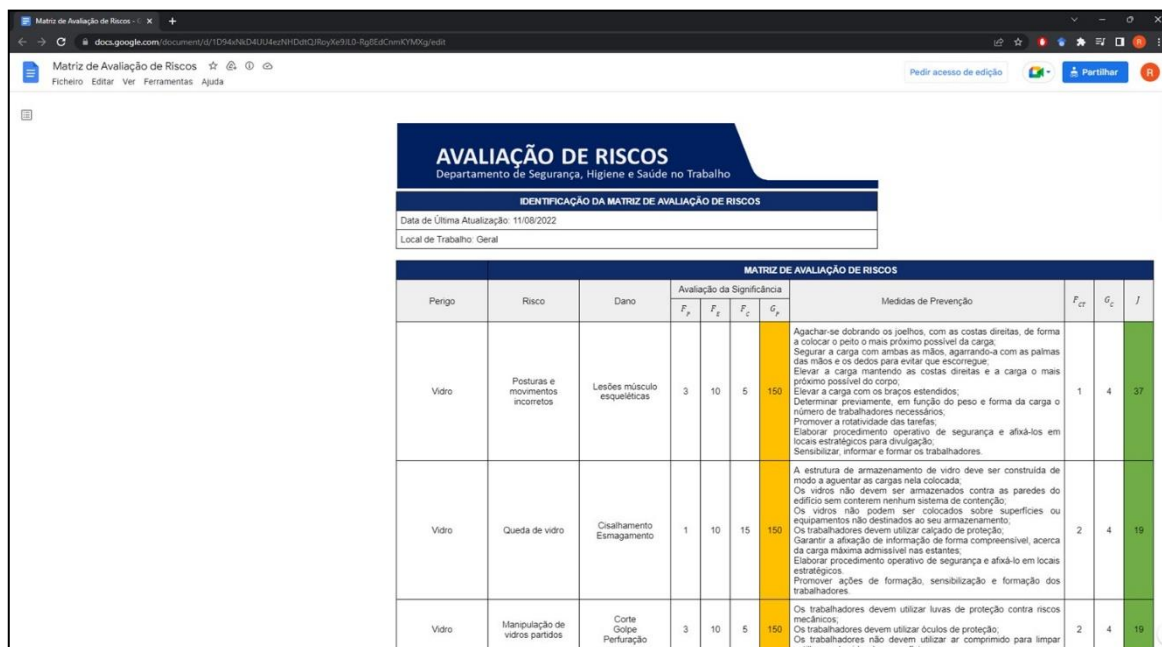 Matriz de Avaliação de Riscos - G
docs.google.com/document/d/1D94xNkD4UU4ezNHDdtQJRoyXe9JL0-Rg8EdCnmKYMXg/edit
Matriz de Avaliação de Riscos
Ficheiro Editar Ver Ferramentas Ajuda
Pedir acesso de edição
Partilhar
R
AVALIAÇÃO DE RISCOS
Departamento de Segurança, Higiene e Saúde no Trabalho
IDENTIFICAÇÃO DA MATRIZ DE AVALIAÇÃO DE RISCOS
Data de Última Atualização: 11/08/2022
Local de Trabalho: Geral
MATRIZ DE AVALIAÇÃO DE RISCOS
Perigo Risco Dano Avaliação da Significância Medidas de Prevenção F_CT G_C J
F_P F_E F_C G_P
Vidro
Posturas e
movimentos
incorretos
Lesões músculo
esqueléticas
3 10 5 150
Agachar-se dobrando os joelhos, com as costas direitas, de forma
a colocar o peito o mais próximo possível da carga;
Segurar a carga com ambas as mãos, agarrando-a com as palmas
das mãos e os dedos para evitar que escorregue;
Elevar a carga mantendo as costas direitas e a carga o mais
próximo possível do corpo;
Elevar a carga com os braços estendidos;
Determinar previamente, em função do peso e forma da carga o
número de trabalhadores necessários;
Promover a rotatividade das tarefas;
Elaborar procedimento operativo de segurança e afixá-los em
locais estratégicos para divulgação;
Sensibilizar, informar e formar os trabalhadores.
1 4 37
Vidro
Queda de vidro
Cisalhamento
Esmagamento
1 10 15 150
A estrutura de armazenamento de vidro deve ser construída de
modo a aguentar as cargas nela colocada;
Os vidros não devem ser armazenados contra as paredes do
edifício sem conterem nenhum sistema de contenção;
Os vidros não podem ser colocados sobre superfícies ou
equipamentos não destinados ao seu armazenamento;
Os trabalhadores devem utilizar calçado de proteção;
Garantir a afixação de informação de forma compreensível, acerca
da carga máxima admissível nas estantes;
Elaborar procedimento operativo de segurança e afixá-lo em locais
estratégicos.
Promover ações de formação, sensibilização e formação dos
trabalhadores.
2 4 19
Vidro
Manipulação de
vidros partidos
Corte
Golpe
Perfuração
3 10 5 150
Os trabalhadores devem utilizar luvas de proteção contra riscos
mecânicos;
Os trabalhadores devem utilizar óculos de proteção;
Os trabalhadores não devem utilizar ar comprimido para limpar
2 4 19